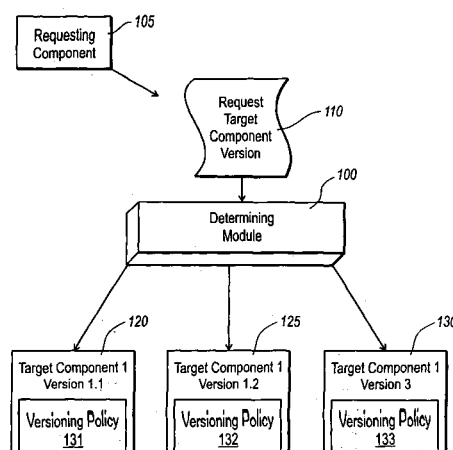 105
Requesting
Component
Request
Target
Component
Version
110
100
Determining
Module
120
125
130
Target Component 1
Version 1.1
Target Component 1
Version 1.2
Target Component 1
Version 3
Versioning Policy
131
Versioning Policy
132
Versioning Policy
133